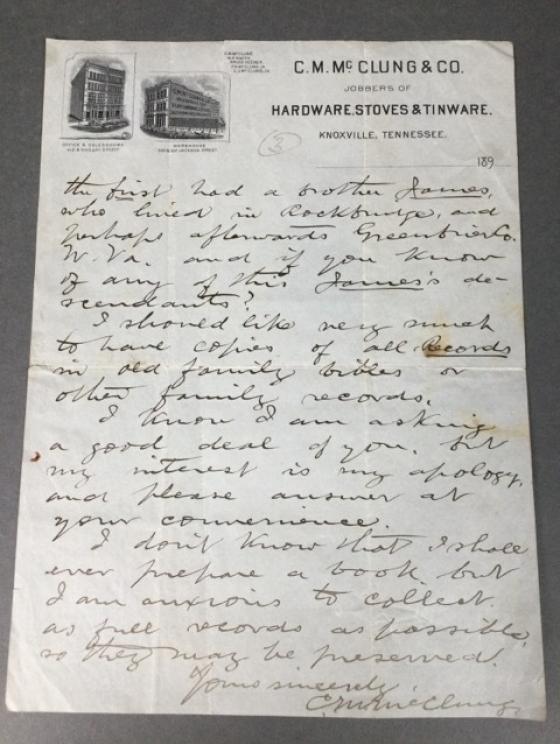 C.M. Mc CLUNG & CO.
JOBBERS OF
HARDWARE, STOVES & TINWARE.
KNOXVILLE, TENNESSEE.
OFFICE & SALESROOMS
WAREHOUSE
3
189
the first had a brother James,
who lived in Rockbridge, and
perhaps afterwards Greenbrier Co.
W. Va. and if you know
of any of this James's de-
scendants?
I should like very much
to have copies of all Records
in old family bibles or
other family records.
I know I am asking
a good deal of you, but
my interest is my apology,
and please answer at
your convenience.
I don't know that I shall
ever prepare a book, but
I am anxious to collect
as full records as possible,
so they may be preserved.
Yours sincerely,
C.M. McClung.